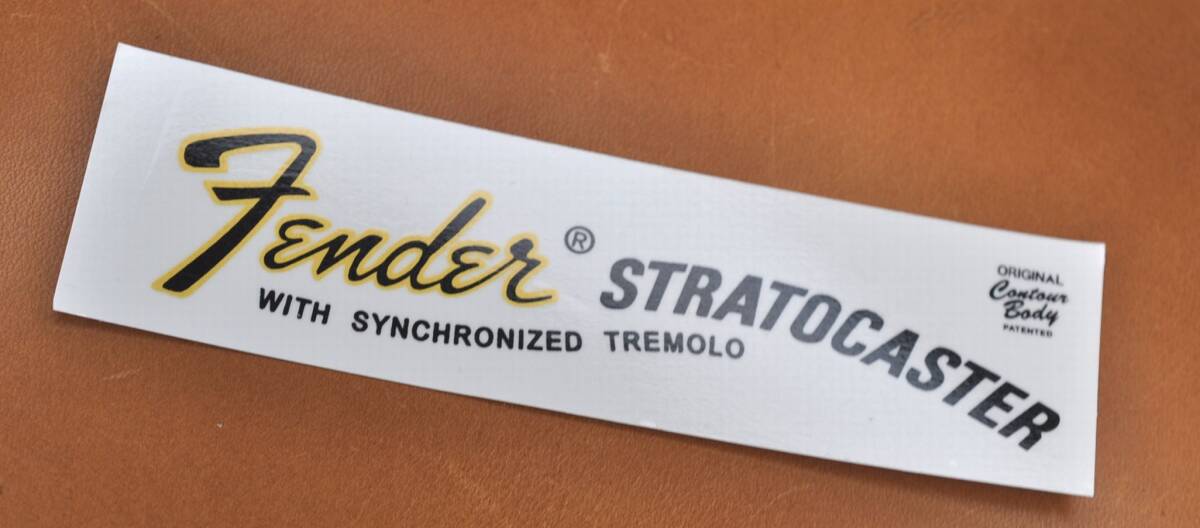 Fender® STRATOCASTER
WITH SYNCHRONIZED TREMOLO
ORIGINAL
Contour
Body
PATENTED